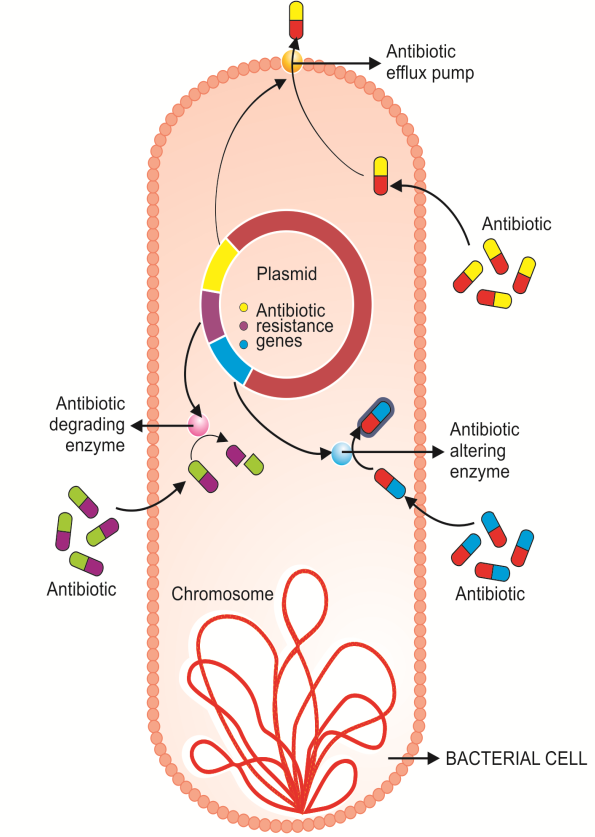 Antibiotic
efflux pump
Antibiotic
Plasmid
Antibiotic
resistance
genes
Antibiotic
degrading
enzyme
Antibiotic
altering
enzyme
Antibiotic
Antibiotic
Chromosome
BACTERIAL CELL